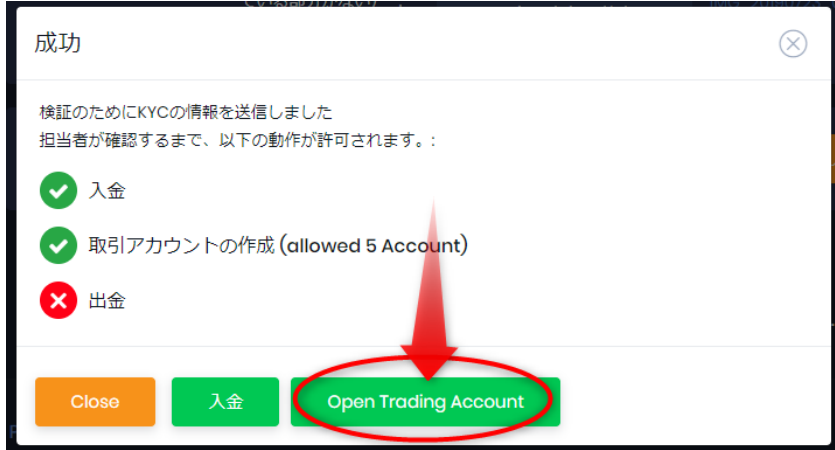 成功
検証のためにKYCの情報を送信しました
担当者が確認するまで、以下の動作が許可されます。:
入金
取引アカウントの作成 (allowed 5 Account)
出金
Close
入金
Open Trading Account